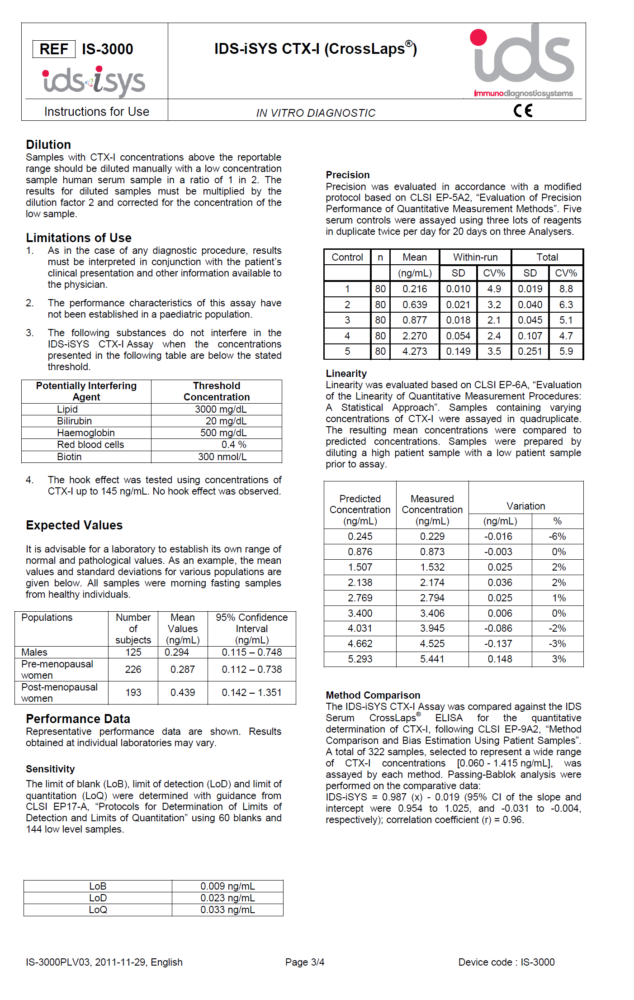 REF IS-3000
ids-isys
IDS-iSYS CTX-I (CrossLaps®)
ids
immunodiagnosticsystems
Instructions for Use
IN VITRO DIAGNOSTIC
CE
Dilution
Samples with CTX-I concentrations above the reportable
range should be diluted manually with a low concentration
sample human serum sample in a ratio of 1 in 2. The
results for diluted samples must be multiplied by the
dilution factor 2 and corrected for the concentration of the
low sample.
Limitations of Use
1. As in the case of any diagnostic procedure, results
must be interpreted in conjunction with the patient's
clinical presentation and other information available to
the physician.
2. The performance characteristics of this assay have
not been established in a paediatric population.
3. The following substances do not interfere in the
IDS-iSYS CTX-I Assay when the concentrations
presented in the following table are below the stated
threshold.
Potentially Interfering Threshold
Agent Concentration
Lipid 3000 mg/dL
Bilirubin 20 mg/dL
Haemoglobin 500 mg/dL
Red blood cells 0.4 %
Biotin 300 nmol/L
4. The hook effect was tested using concentrations of
CTX-I up to 145 ng/mL. No hook effect was observed.
Expected Values
It is advisable for a laboratory to establish its own range of
normal and pathological values. As an example, the mean
values and standard deviations for various populations are
given below. All samples were morning fasting samples
from healthy individuals.
Populations Number Mean 95% Confidence
of Values Interval
subjects (ng/mL) (ng/mL)
Males 125 0.294 0.115 – 0.748
Pre-menopausal
women 226 0.287 0.112 – 0.738
Post-menopausal
women 193 0.439 0.142 – 1.351
Performance Data
Representative performance data are shown. Results
obtained at individual laboratories may vary.
Sensitivity
The limit of blank (LoB), limit of detection (LoD) and limit of
quantitation (LoQ) were determined with guidance from
CLSI EP17-A, “Protocols for Determination of Limits of
Detection and Limits of Quantitation” using 60 blanks and
144 low level samples.
LoB 0.009 ng/mL
LoD 0.023 ng/mL
LoQ 0.033 ng/mL
Precision
Precision was evaluated in accordance with a modified
protocol based on CLSI EP-5A2, “Evaluation of Precision
Performance of Quantitative Measurement Methods”. Five
serum controls were assayed using three lots of reagents
in duplicate twice per day for 20 days on three Analysers.
Control n Mean Within-run Total
(ng/mL) SD CV% SD CV%
1 80 0.216 0.010 4.9 0.019 8.8
2 80 0.639 0.021 3.2 0.040 6.3
3 80 0.877 0.018 2.1 0.045 5.1
4 80 2.270 0.054 2.4 0.107 4.7
5 80 4.273 0.149 3.5 0.251 5.9
Linearity
Linearity was evaluated based on CLSI EP-6A, “Evaluation
of the Linearity of Quantitative Measurement Procedures:
A Statistical Approach”. Samples containing varying
concentrations of CTX-I were assayed in quadruplicate.
The resulting mean concentrations were compared to
predicted concentrations. Samples were prepared by
diluting a high patient sample with a low patient sample
prior to assay.
Predicted Measured Variation
Concentration Concentration
(ng/mL) (ng/mL) (ng/mL) %
0.245 0.229 -0.016 -6%
0.876 0.873 -0.003 0%
1.507 1.532 0.025 2%
2.138 2.174 0.036 2%
2.769 2.794 0.025 1%
3.400 3.406 0.006 0%
4.031 3.945 -0.086 -2%
4.662 4.525 -0.137 -3%
5.293 5.441 0.148 3%
Method Comparison
The IDS-iSYS CTX-I Assay was compared against the IDS
Serum CrossLaps® ELISA for the quantitative
determination of CTX-I, following CLSI EP-9A2, “Method
Comparison and Bias Estimation Using Patient Samples”.
A total of 322 samples, selected to represent a wide range
of CTX-I concentrations [0.060 - 1.415 ng/mL], was
assayed by each method. Passing-Bablok analysis were
performed on the comparative data:
IDS-iSYS = 0.987 (x) - 0.019 (95% CI of the slope and
intercept were 0.954 to 1.025, and -0.031 to -0.004,
respectively); correlation coefficient (r) = 0.96.
IS-3000PLV03, 2011-11-29, English
Page 3/4
Device code : IS-3000